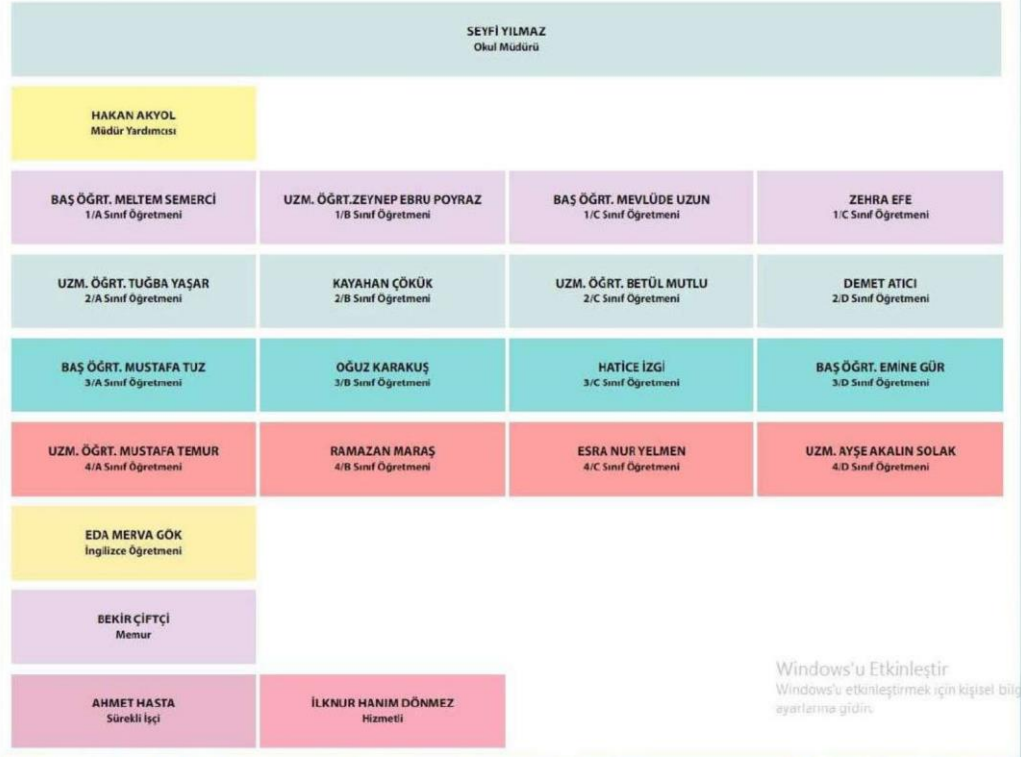 SEYFİ YILMAZ
Okul Müdürü
HAKAN AKYOL
Müdür Yardımcısı
BAŞ ÖĞRT. MELTEM SEMERCİ
1/A Sınıf Öğretmeni
UZM. ÖĞRT.ZEYNEP EBRU POYRAZ
1/B Sınıf Öğretmeni
BAŞ ÖĞRT. MEVLÜDE UZUN
1/C Sınıf Öğretmeni
ZEHRA EFE
1/C Sınıf Öğretmeni
UZM. ÖĞRT. TUĞBA YAŞAR
2/A Sınıf Öğretmeni
KAYAHAN ÇÖKÜK
2/B Sınıf Öğretmeni
UZM. ÖĞRT. BETÜL MUTLU
2/C Sınıf Öğretmeni
DEMET ATICI
2/D Sınıf Öğretmeni
BAŞ ÖĞRT. MUSTAFA TUZ
3/A Sınıf Öğretmeni
OĞUZ KARAKUŞ
3/B Sınıf Öğretmeni
HATİCE İZGİ
3/C Sınıf Öğretmeni
BAŞ ÖĞRT. EMİNE GÜR
3/D Sınıf Öğretmeni
UZM. ÖĞRT. MUSTAFA TEMUR
4/A Sınıf Öğretmeni
RAMAZAN MARAŞ
4/B Sınıf Öğretmeni
ESRA NUR YELMEN
4/C Sınıf Öğretmeni
UZM. AYŞE AKALIN SOLAK
4/D Sınıf Öğretmeni
EDA MERVA GÖK
İngilizce Öğretmeni
BEKİR ÇİFTÇİ
Memur
AHMET HASTA
Sürekli İşçi
İLKNUR HANIM DÖNMEZ
Hizmetli
Windows'u Etkinleştir
Windows'u etkinleştirmek için kişisel bilg
ayarlarına gidin.